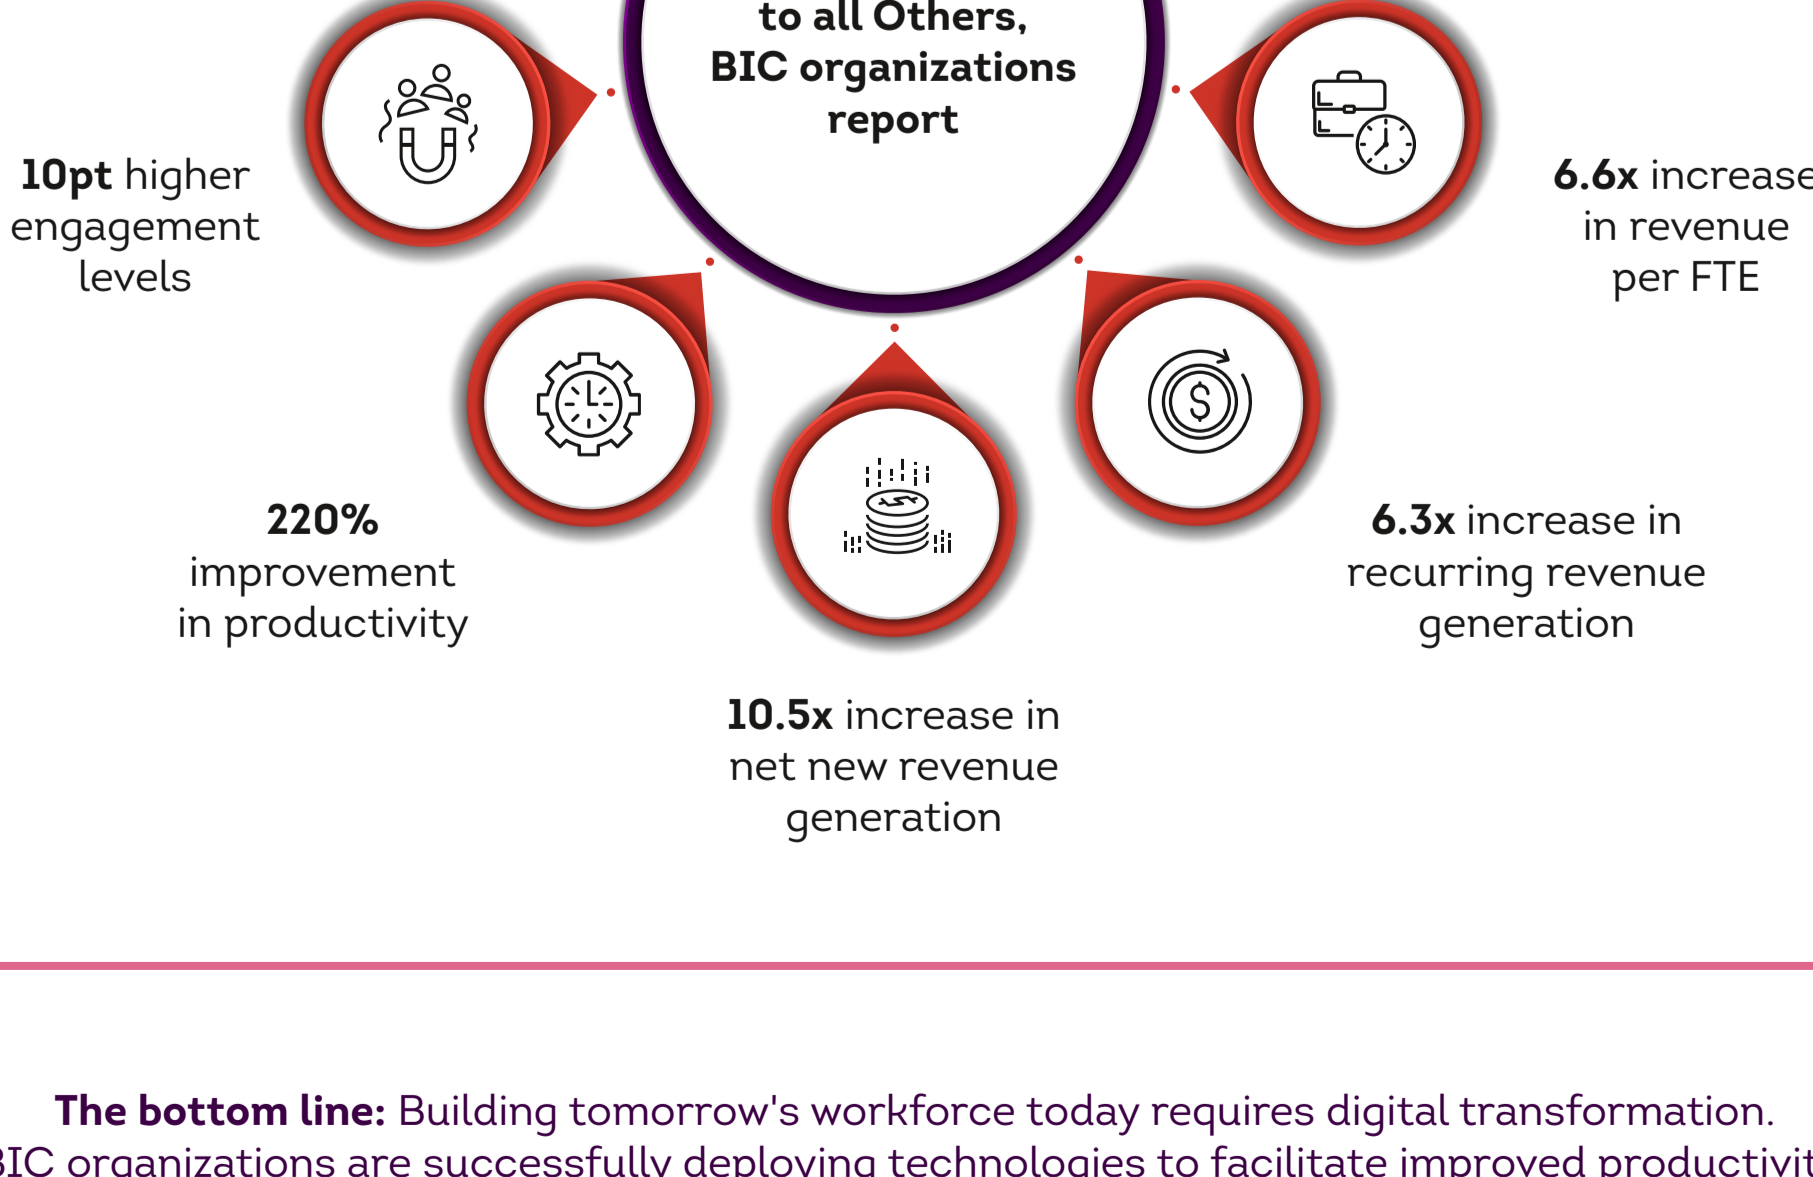 to all Others,
BIC organizations
report
10pt higher
engagement
levels
6.6x increase
in revenue
per FTE
220%
improvement
in productivity
6.3x increase in
recurring revenue
generation
10.5x increase in
net new revenue
generation
The bottom line: Building tomorrow's workforce today requires digital transformation.
BIC organizations are successfully deploying technologies to facilitate improved productivit